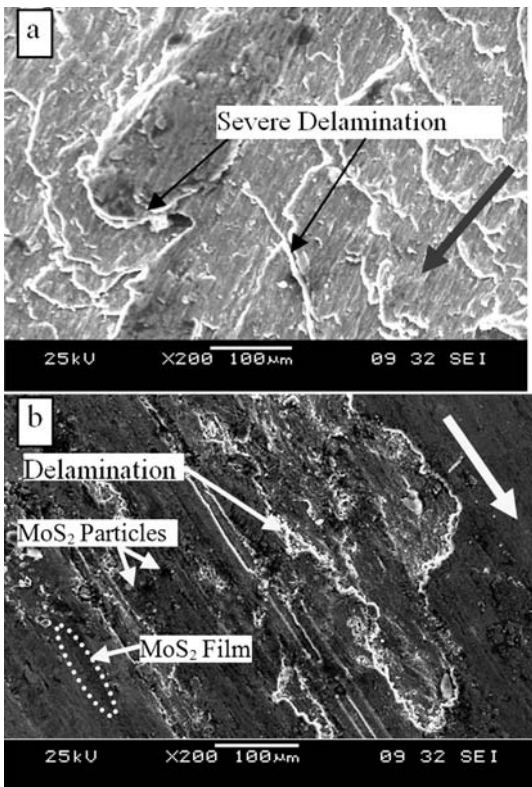 a
Severe Delamination
25kV X200 100μm 09 32 SEI
b
Delamination
MoS₂ Particles
MoS₂ Film
25kV X200 100μm 09 32 SEI